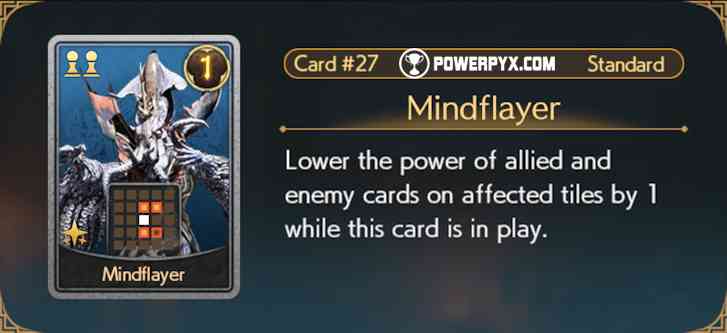 1
Mindflayer
Card #27 POWERPYX.COM Standard
Mindflayer
Lower the power of allied and
enemy cards on affected tiles by 1
while this card is in play.